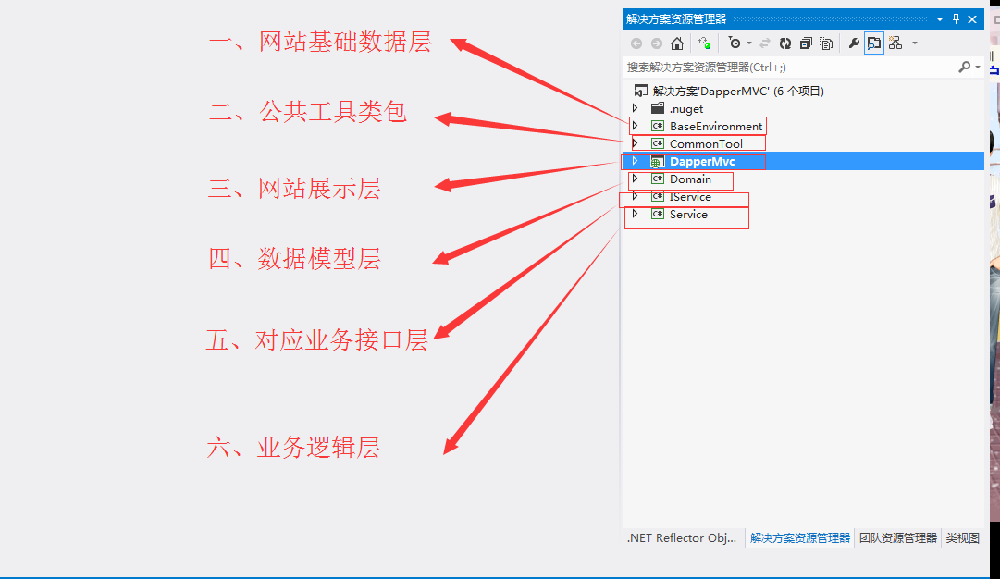 一、网站基础数据层
二、公共工具类包
三、网站展示层
四、数据模型层
五、对应业务接口层
六、业务逻辑层
解决方案资源管理器
搜索解决方案资源管理器(Ctrl+;)
解决方案'DapperMVC' (6 个项目)
.nuget
C# BaseEnvironment
C# CommonTool
DapperMvc
C# Domain
C# IService
C# Service
.NET Reflector Obj... 解决方案资源管理器 团队资源管理器 类视图